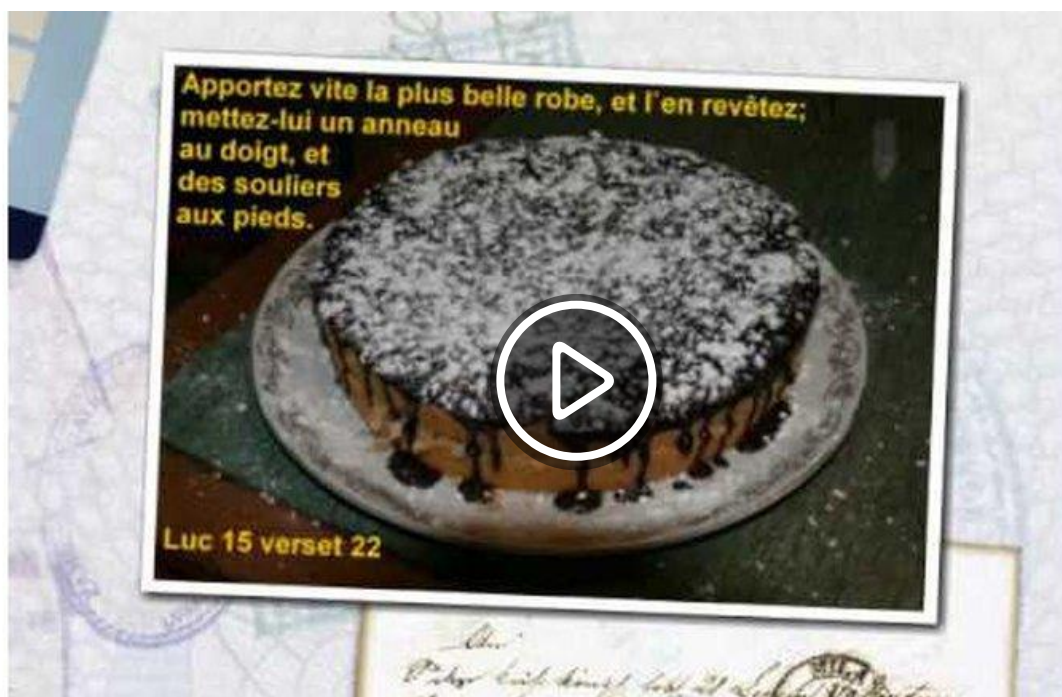 Apportez vite la plus belle robe, et l'en revêtez;
mettez-lui un anneau
au doigt, et
des souliers
aux pieds.
Luc 15 verset 22